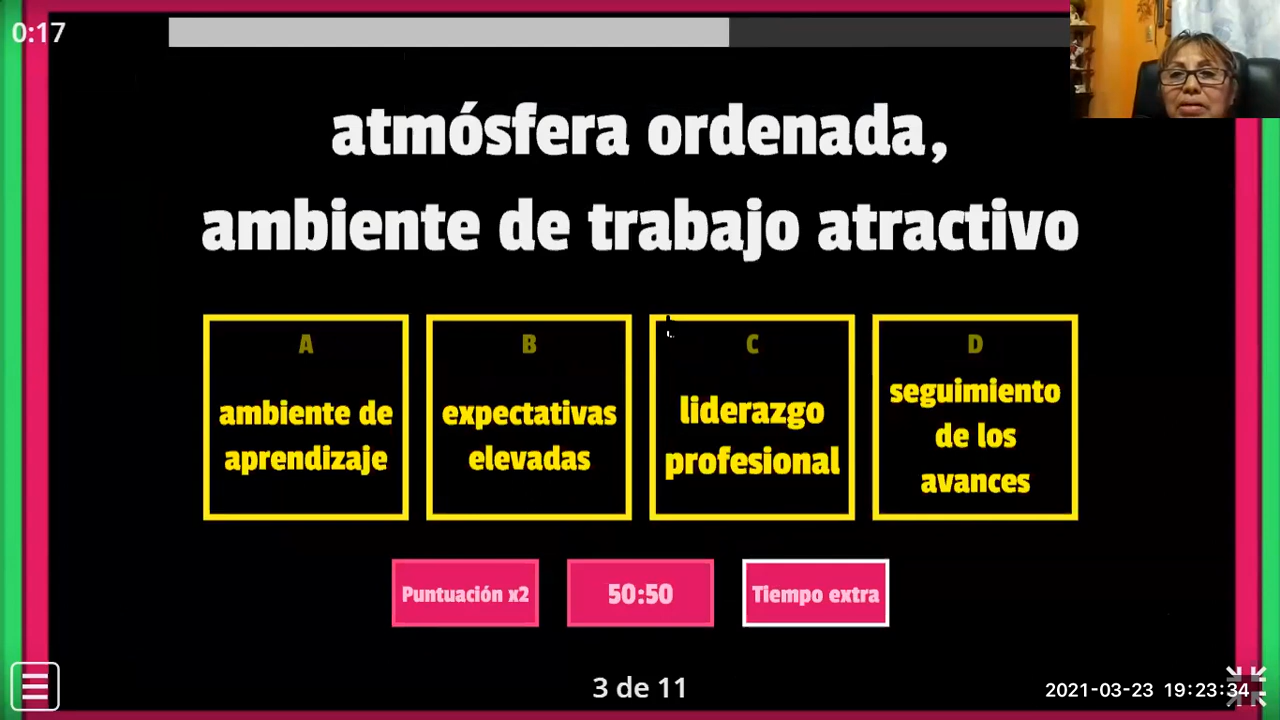 0:17
atmósfera ordenada,
ambiente de trabajo atractivo
A
ambiente de
aprendizaje
B
expectativas
elevadas
C
liderazgo
profesional
D
seguimiento
de los
avances
Puntuación x2
50:50
Tiempo extra
3 de 11
2021-03-23 19:23:34